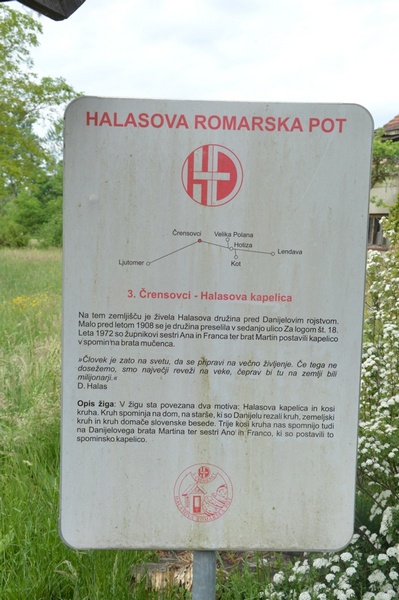 HALASOVA ROMARSKA POT
Črensovci
Velika Polana
Hotiza
Lendava
Kot
Ljutomer
3. Črensovci - Halasova kapelica
Na tem zemljišču je živela Halasova družina pred Danijelovim rojstvom.
Malo pred letom 1908 se je družina preselila v sedanjo ulico Za logom št. 18.
Leta 1972 so župnikovi sestri Ana in Franca ter brat Martin postavili kapelico
v spomin na brata mučenca.
»Človek je zato na svetu, da se pripravi na večno življenje. Če tega ne
dosežemo, smo največji reveži na veke, čeprav bi tu na zemlji bili
milijonarji.«
D. Halas
Opis žiga: V žigu sta povezana dva motiva: Halasova kapelica in kosi
kruha. Kruh spominja na dom, na starše, ki so Danijelu rezali kruh, zemeljski
kruh in kruh domače slovenske besede. Trije kosi kruha nas spomnijo tudi
na Danijelovega brata Martina ter sestri Ano in Franco, ki so postavili to
spominsko kapelico.